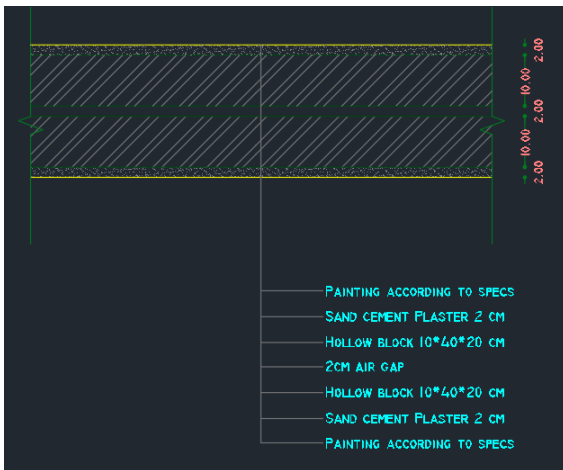 2.00
10.00
2.00
10.00
2.00
Painting according to specs
Sand cement Plaster 2 cm
Hollow block 10*40*20 cm
2cm air gap
Hollow block 10*40*20 cm
Sand cement Plaster 2 cm
Painting according to specs